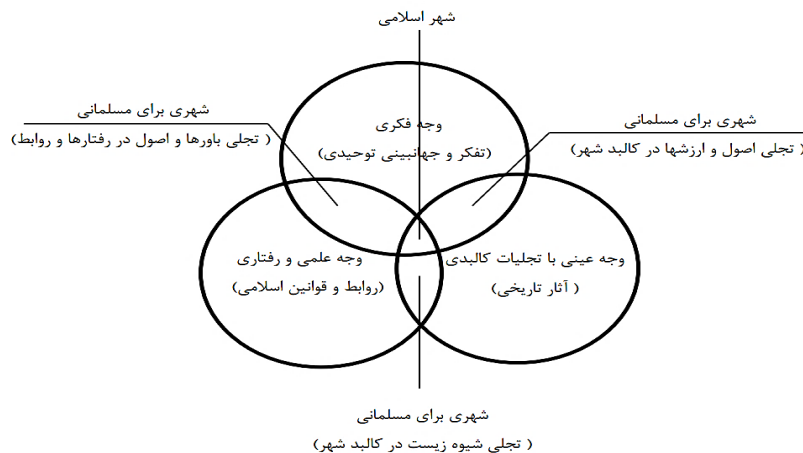 شهر اسلامی
شهری برای مسلمانی
( تجلی باورها و اصول در رفتارها و روابط)
وجه فکری
(تفکر و جهانبینی توحیدی)
شهری برای مسلمانی
( تجلی اصول و ارزشها در کالبد شهر)
وجه عینی با تجلیات کالبدی
( آثار تاریخی)
وجه علمی و رفتاری
(روابط و قوانین اسلامی)
شهری برای مسلمانی
( تجلی شیوه زیست در کالبد شهر)